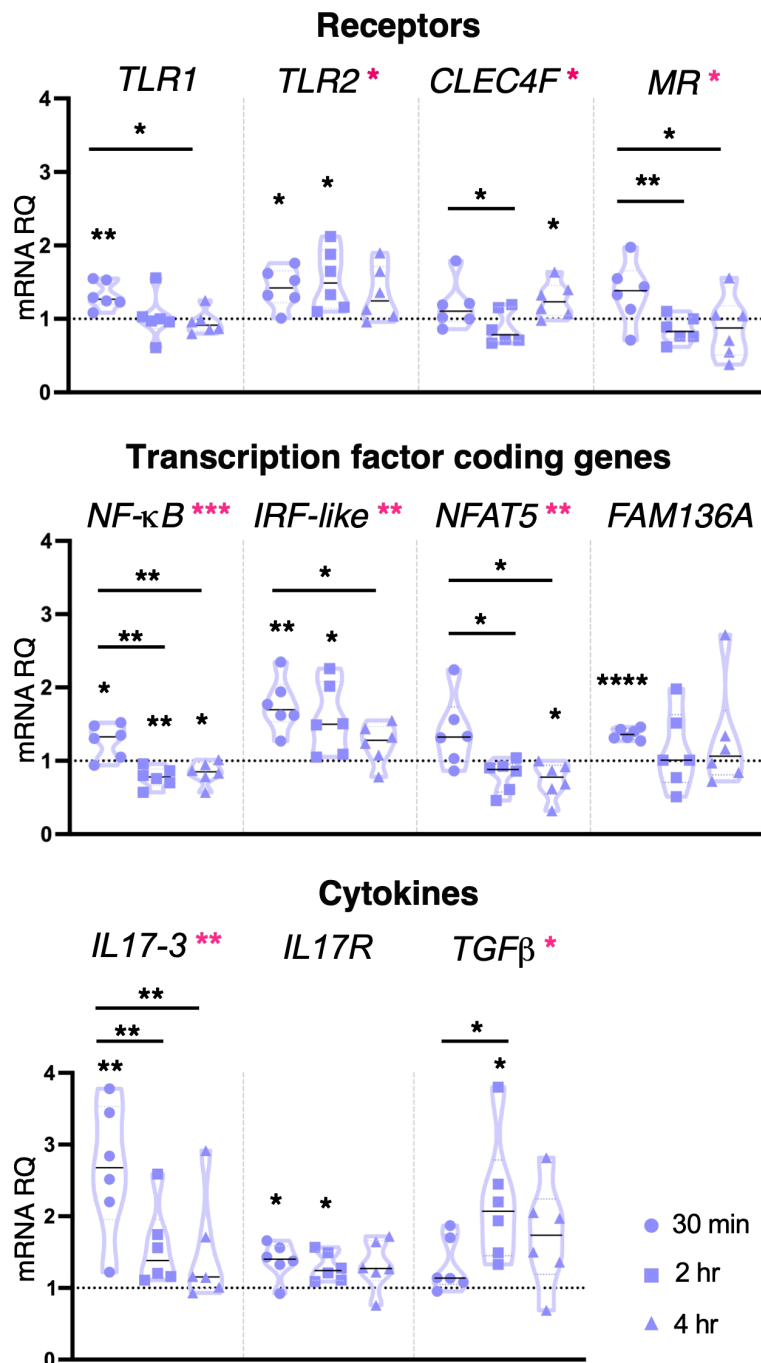 Receptors
TLR1 TLR2 * CLEC4F * MR *
4
* *
3
mRNA RQ
** * * * * **
2
1
0
Transcription factor coding genes
NF-κB *** IRF-like ** NFAT5 ** FAM136A
4
** * *
3
mRNA RQ
** ** * *
* ** * * ****
2
1
0
Cytokines
IL17-3 ** IL17R TGFβ *
**
** *
** *
4
3
mRNA RQ
* *
2
1
0
30 min
2 hr
4 hr